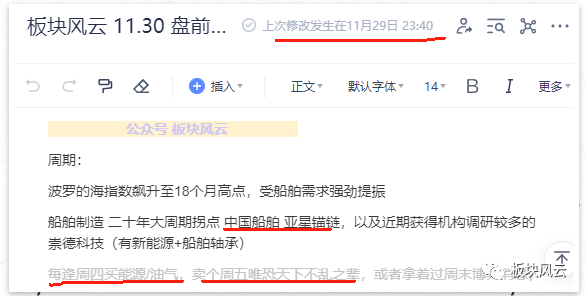 板块风云 11.30 盘前... 上次修改发生在11月29日 23:40
插入 正文 默认字体 14 B I 更多
公众号 板块风云
周期：
波罗的海指数飙升至18个月高点，受船舶需求强劲提振
船舶制造 二十年大周期拐点 中国船舶 亚星锚链，以及近期获得机构调研较多的
崇德科技（有新能源+船舶轴承）
每逢周四买能源/油气，卖个周五唯恐天下不乱之辈，或者拿着过周末博
板块风云